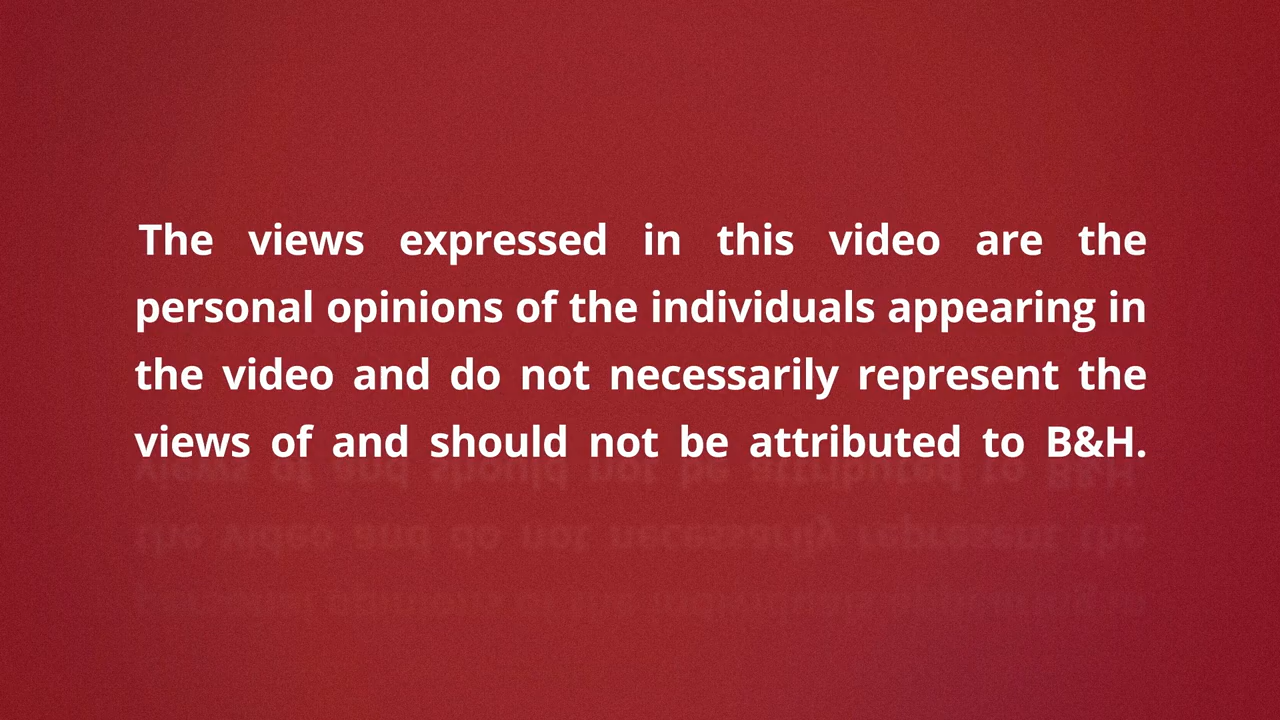 The views expressed in this video are the
personal opinions of the individuals appearing in
the video and do not necessarily represent the
views of and should not be attributed to B&H.